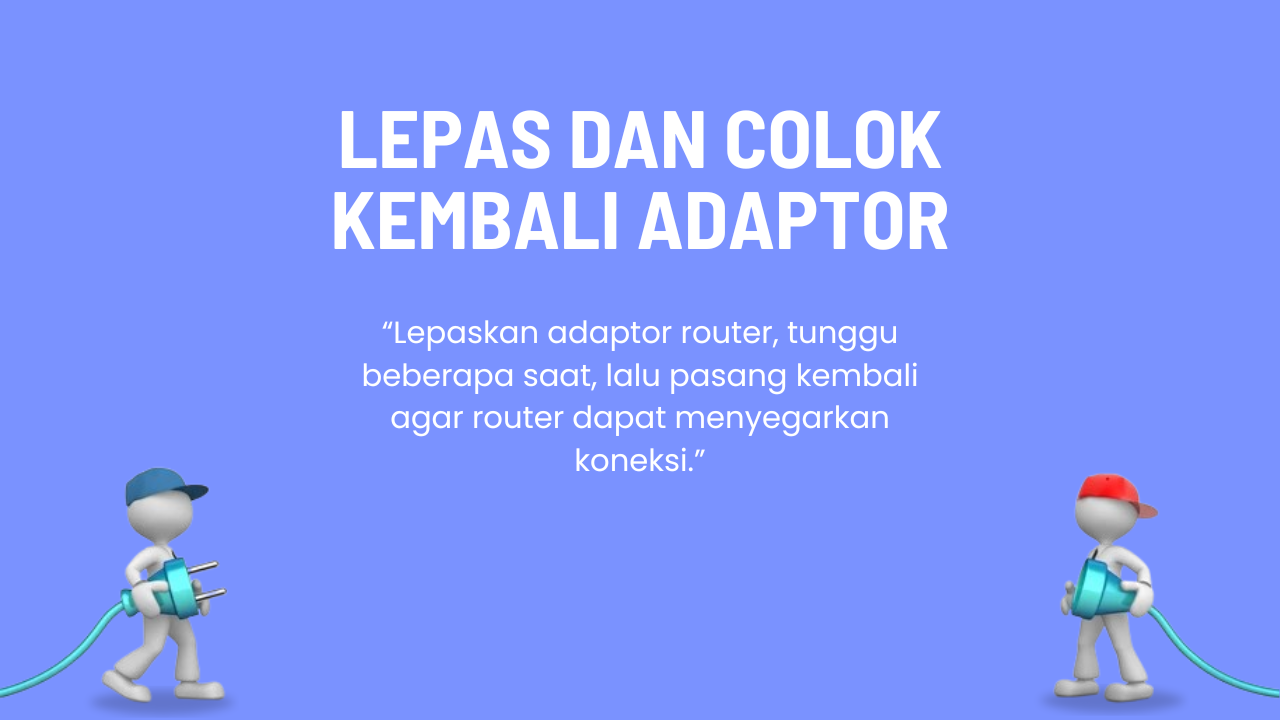 LEPAS DAN COLOK
KEMBALI ADAPTOR
“Lepaskan adaptor router, tunggu
beberapa saat, lalu pasang kembali
agar router dapat menyegarkan
koneksi.”